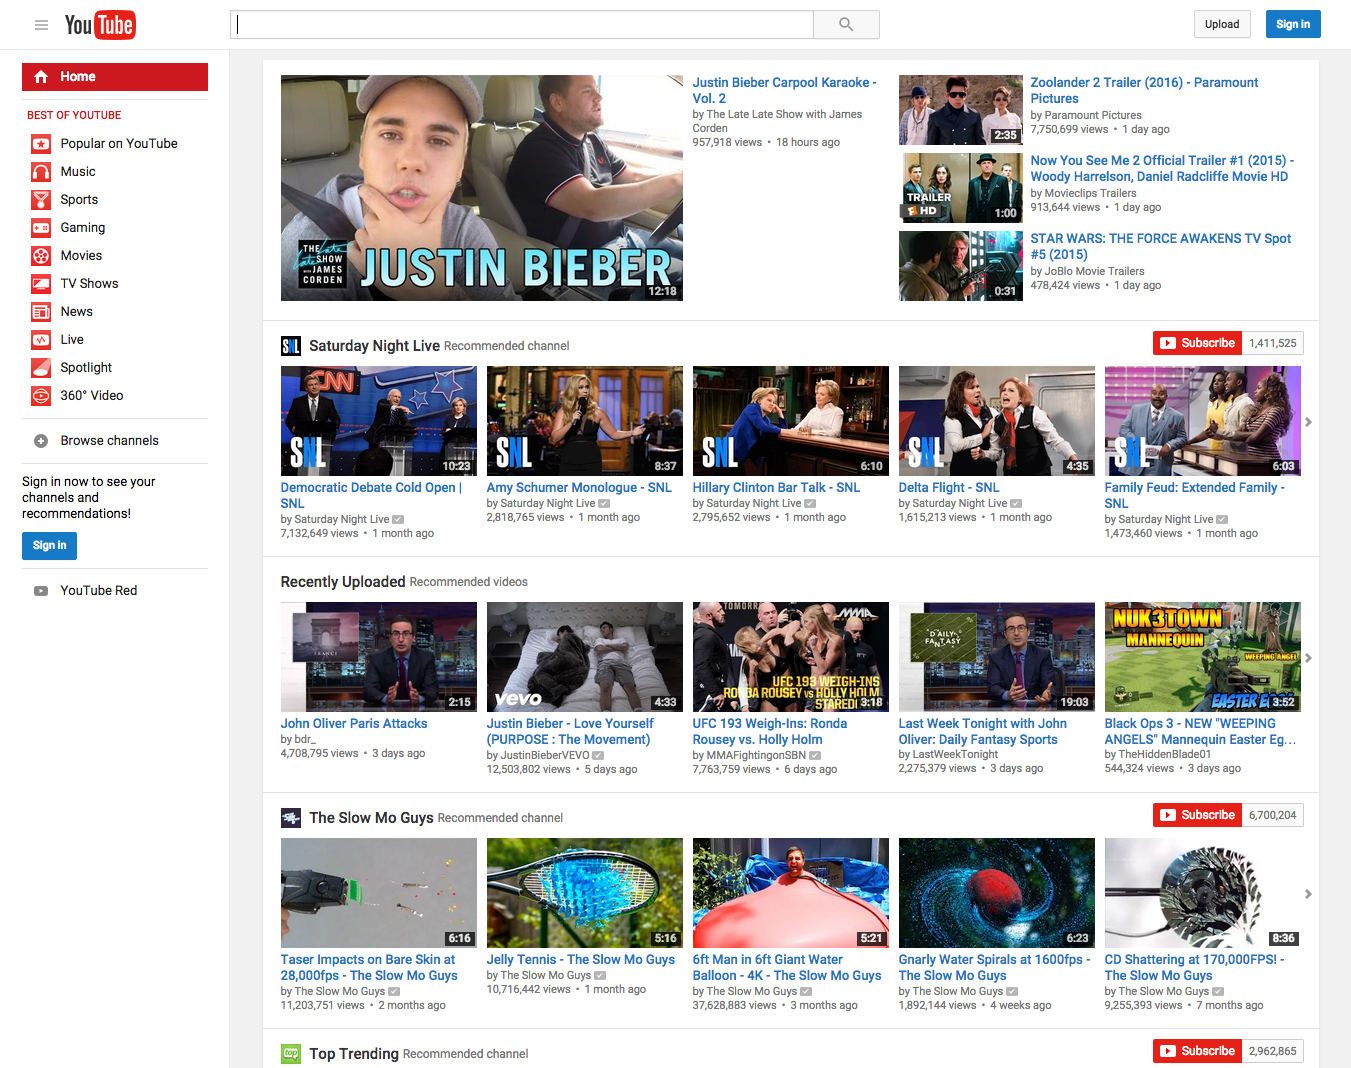 YouTube
Upload
Sign in
Home
BEST OF YOUTUBE
Popular on YouTube
Music
Sports
Gaming
Movies
TV Shows
News
Live
Spotlight
360° Video
Browse channels
Sign in now to see your
channels and
recommendations!
Sign in
YouTube Red
THE
Late Late
SHOW
WITH JAMES
CORDEN
JUSTIN BIEBER
12:18
Justin Bieber Carpool Karaoke -
Vol. 2
by The Late Late Show with James
Corden
957,918 views • 18 hours ago
2:35
Zoolander 2 Trailer (2016) - Paramount
Pictures
by Paramount Pictures
7,750,699 views • 1 day ago
TRAILER
HD
1:00
Now You See Me 2 Official Trailer #1 (2015) -
Woody Harrelson, Daniel Radcliffe Movie HD
by Movieclips Trailers
913,644 views • 1 day ago
0:31
STAR WARS: THE FORCE AWAKENS TV Spot
#5 (2015)
by JoBlo Movie Trailers
478,424 views • 1 day ago
SNL
Saturday Night Live Recommended channel
Subscribe 1,411,525
CNN
SNL
10:23
Democratic Debate Cold Open |
SNL
by Saturday Night Live
7,132,649 views • 1 month ago
SNL
8:37
Amy Schumer Monologue - SNL
by Saturday Night Live
2,818,765 views • 1 month ago
SNL
6:10
Hillary Clinton Bar Talk - SNL
by Saturday Night Live
2,795,652 views • 1 month ago
SNL
4:35
Delta Flight - SNL
by Saturday Night Live
1,615,213 views • 1 month ago
SNL
6:03
Family Feud: Extended Family -
SNL
by Saturday Night Live
1,473,460 views • 1 month ago
Recently Uploaded Recommended videos
FRANCE
2:15
John Oliver Paris Attacks
by bdr_
4,708,795 views • 3 days ago
vevo
4:33
Justin Bieber - Love Yourself
(PURPOSE : The Movement)
by JustinBieberVEVO
12,503,802 views • 5 days ago
TOMORR
MMA
UFC 193 WEIGH-INS
RONDA ROUSEY VS HOLLY HOLM
STAREDO
3:18
UFC 193 Weigh-Ins: Ronda
Rousey vs. Holly Holm
by MMAFightingonSBN
7,763,759 views • 6 days ago
DAILY
FANTASY
19:03
Last Week Tonight with John
Oliver: Daily Fantasy Sports
by LastWeekTonight
2,275,379 views • 3 days ago
NUK3TOWN
MANNEQUIN
WEEPING ANGEL
EASTER EGG
3:52
Black Ops 3 - NEW "WEEPING
ANGELS" Mannequin Easter Eg...
by TheHiddenBlade01
544,324 views • 3 days ago
The Slow Mo Guys Recommended channel
Subscribe 6,700,204
6:16
Taser Impacts on Bare Skin at
28,000fps - The Slow Mo Guys
by The Slow Mo Guys
11,203,751 views • 2 months ago
5:16
Jelly Tennis - The Slow Mo Guys
by The Slow Mo Guys
10,716,442 views • 1 month ago
5:21
6ft Man in 6ft Giant Water
Balloon - 4K - The Slow Mo Guys
by The Slow Mo Guys
37,628,883 views • 3 months ago
6:23
Gnarly Water Spirals at 1600fps -
The Slow Mo Guys
by The Slow Mo Guys
1,892,144 views • 4 weeks ago
8:36
CD Shattering at 170,000FPS! -
The Slow Mo Guys
by The Slow Mo Guys
9,255,393 views • 7 months ago
top
Top Trending Recommended channel
Subscribe 2,962,865